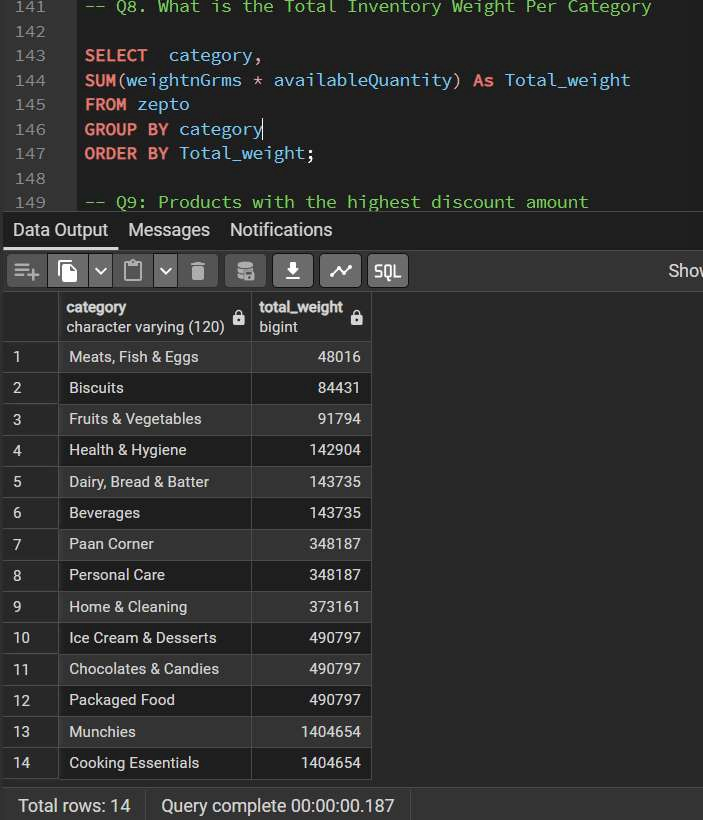 141 -- Q8. What is the Total Inventory Weight Per Category
142
143 SELECT  category,
144 SUM(weightnGrms * availableQuantity) As Total_weight
145 FROM zepto
146 GROUP BY category
147 ORDER BY Total_weight;
148
149 -- Q9: Products with the highest discount amount
Data Output Messages Notifications
SQL Show
category total_weight
character varying (120) bigint
1 Meats, Fish & Eggs 48016
2 Biscuits 84431
3 Fruits & Vegetables 91794
4 Health & Hygiene 142904
5 Dairy, Bread & Batter 143735
6 Beverages 143735
7 Paan Corner 348187
8 Personal Care 348187
9 Home & Cleaning 373161
10 Ice Cream & Desserts 490797
11 Chocolates & Candies 490797
12 Packaged Food 490797
13 Munchies 1404654
14 Cooking Essentials 1404654
Total rows: 14 Query complete 00:00:00.187